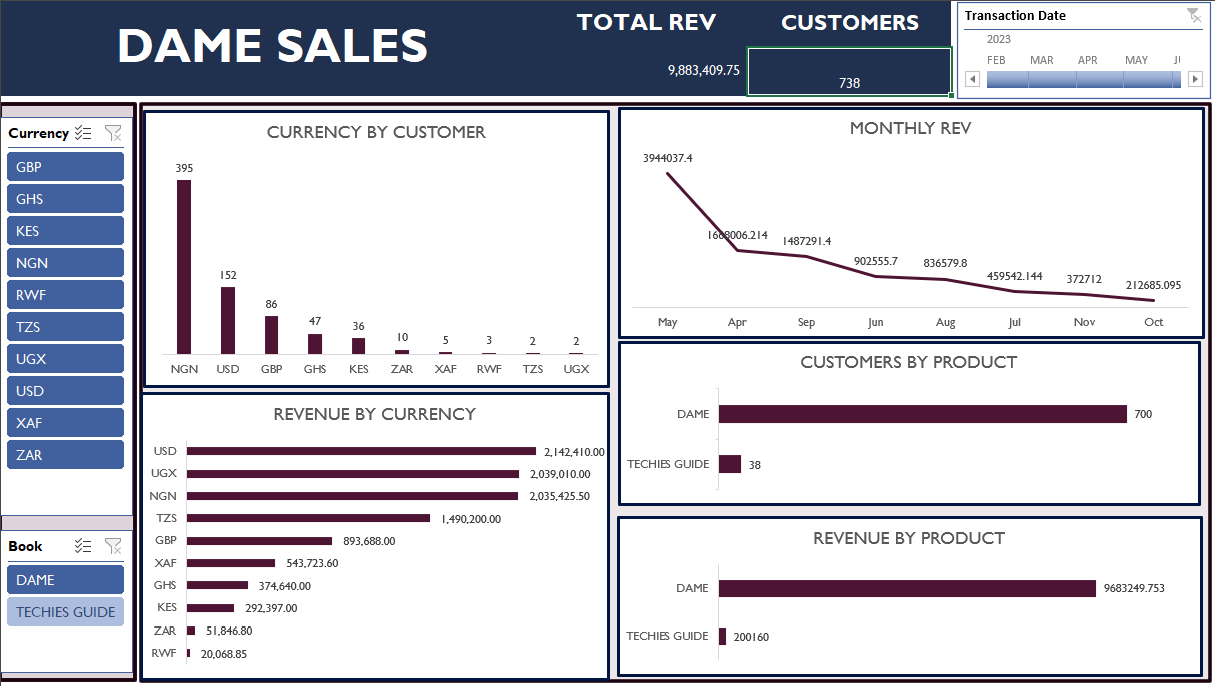 DAME SALES
TOTAL REV
9,883,409.75
CUSTOMERS
738
Transaction Date
2023
FEB MAR APR MAY
Currency
GBP
GHS
KES
NGN
RWF
TZS
UGX
USD
XAF
ZAR
Book
DAME
TECHIES GUIDE
CURRENCY BY CUSTOMER
395
152
86
47
36
10
5
3
2
2
NGN USD GBP GHS KES ZAR XAF RWF TZS UGX
REVENUE BY CURRENCY
USD 2,142,410.00
UGX 2,039,010.00
NGN 2,035,425.50
TZS 1,490,200.00
GBP 893,688.00
XAF 543,723.60
GHS 374,640.00
KES 292,397.00
ZAR 51,846.80
RWF 20,068.85
MONTHLY REV
3944037.4
1668006.214
1487291.4
902555.7
836579.8
459542.144
372712
212685.095
May Apr Sep Jun Aug Jul Nov Oct
CUSTOMERS BY PRODUCT
DAME 700
TECHIES GUIDE 38
REVENUE BY PRODUCT
DAME 9683249.753
TECHIES GUIDE 200160